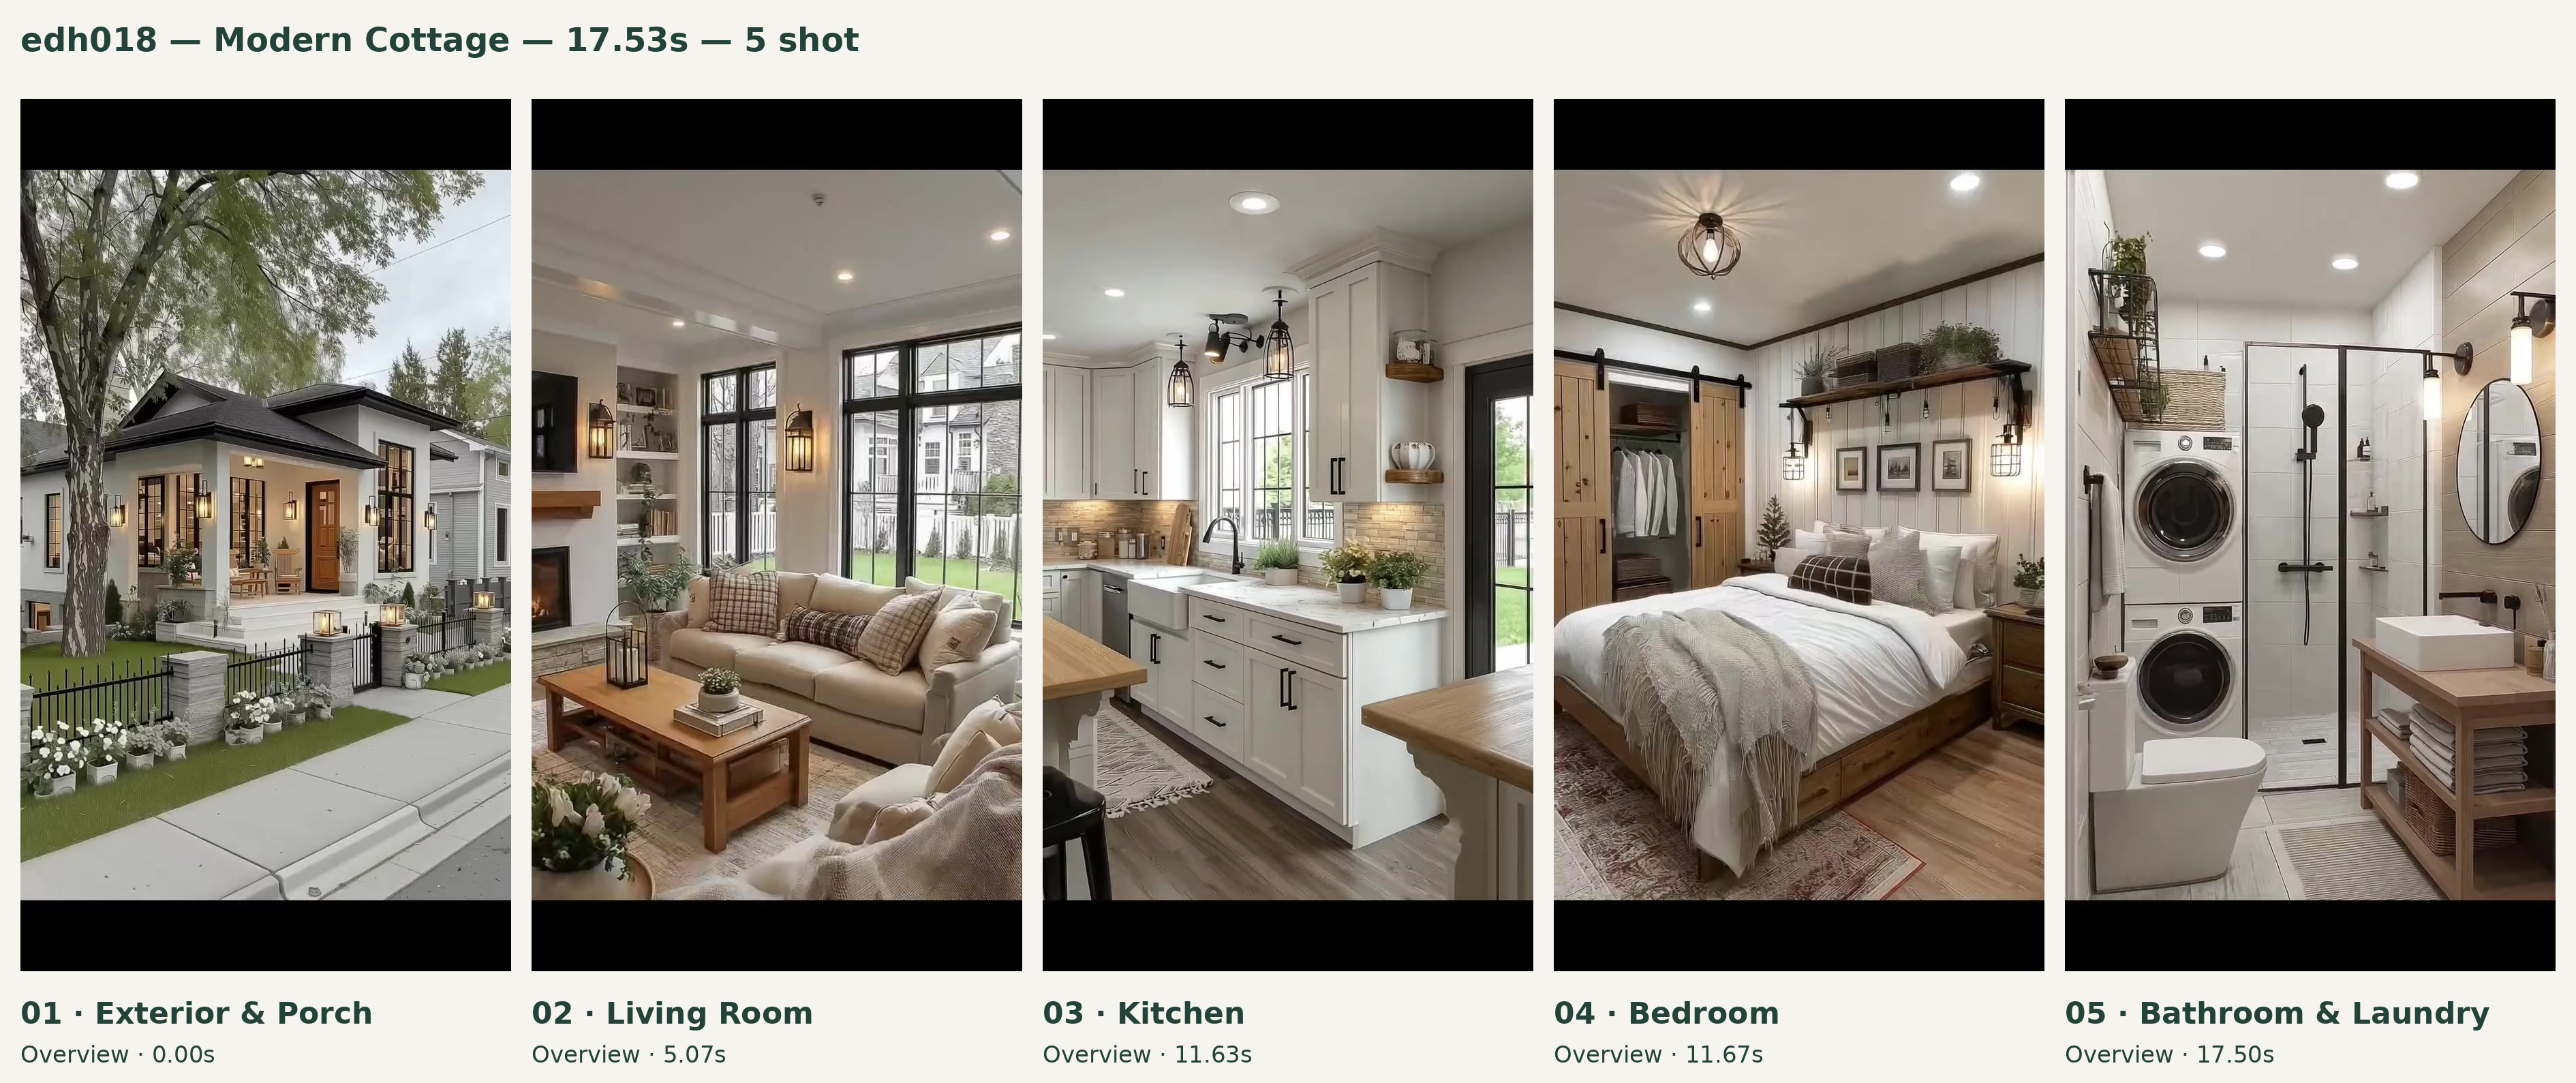 edh018 — Modern Cottage — 17.53s — 5 shot
01 · Exterior & Porch
Overview · 0.00s
02 · Living Room
Overview · 5.07s
03 · Kitchen
Overview · 11.63s
04 · Bedroom
Overview · 11.67s
05 · Bathroom & Laundry
Overview · 17.50s